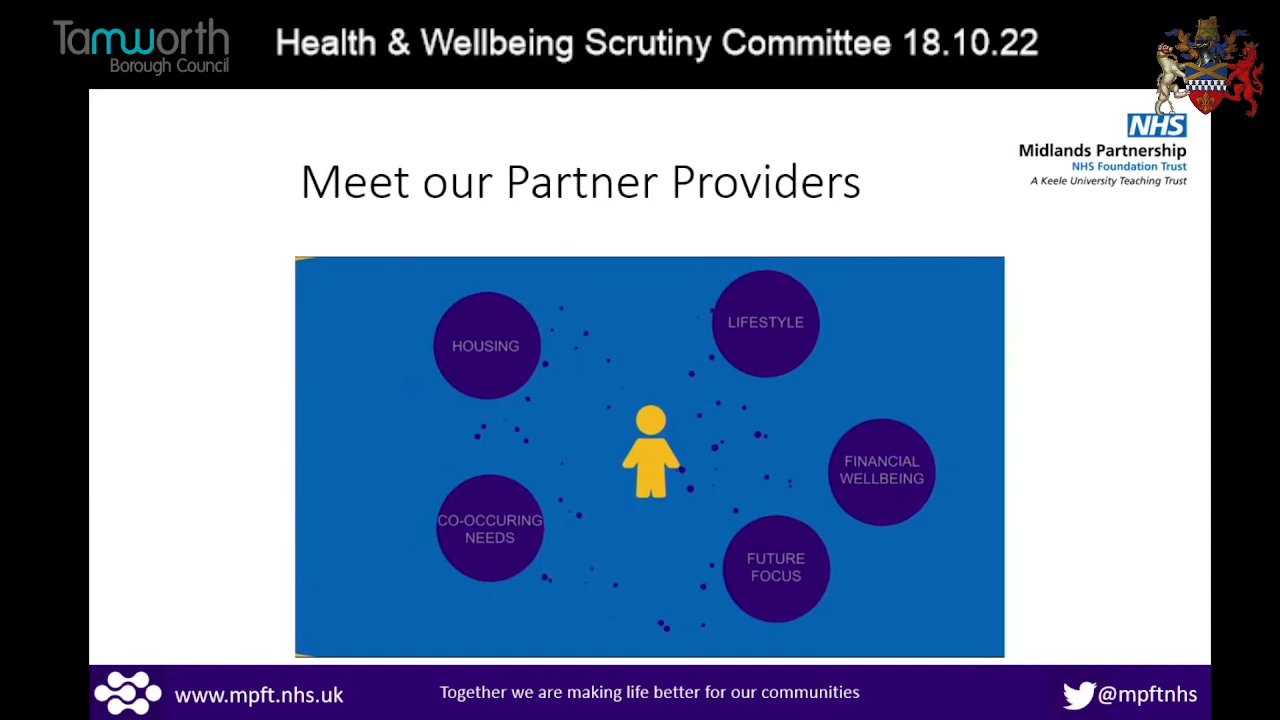 Tamworth
Borough Council
Health & Wellbeing Scrutiny Committee 18.10.22
NHS
Midlands Partnership
NHS Foundation Trust
A Keele University Teaching Trust
Meet our Partner Providers
HOUSING
LIFESTYLE
FINANCIAL
WELLBEING
CO-OCCURING
NEEDS
FUTURE
FOCUS
www.mpft.nhs.uk
Together we are making life better for our communities
@mpftnhs